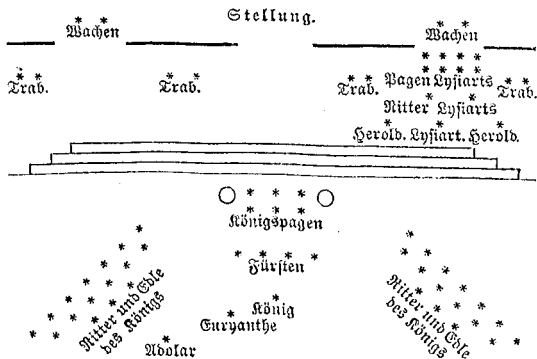 Stellung.
Wachen Wachen
Trab. Trab. Trab. Pagen Lysiarts Trab.
Ritter Lysiarts
Herold. Lysiart. Herold.
Königspagen
Fürsten
König
Euryanthe
Adolar
Ritter und Edle
des Königs
Ritter und Edle
des Königs